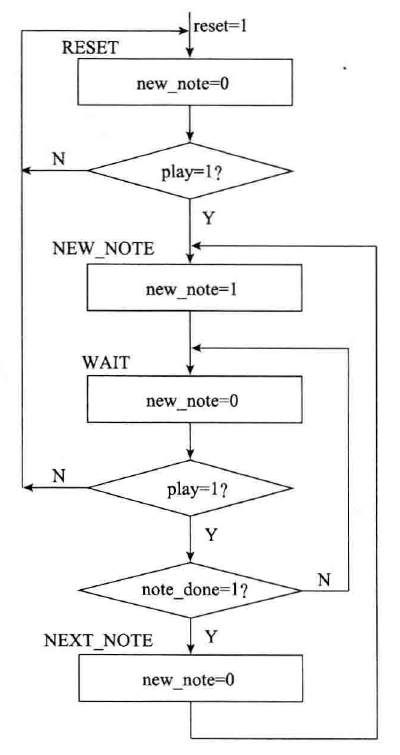 reset=1
RESET
new_note=0
N
play=1?
Y
NEW_NOTE
new_note=1
WAIT
new_note=0
N
play=1?
Y
note_done=1?
N
NEXT_NOTE
Y
new_note=0